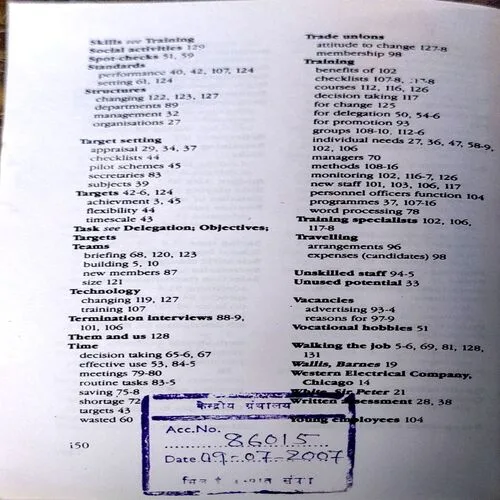 Skills see Training
Social activities 129
Spot checks 51, 59
Standards
performance 40, 42, 107, 124
setting 61, 124
Structures
changing 122, 123, 127
departments 89
management 32
organisations 27
Target setting
appraisal 29, 34, 37
checklists 44
pilot schemes 45
secretaries 83
subjects 39
Targets 42-6, 124
achievment 3, 45
flexibility 44
timescale 43
Task see Delegation; Objectives;
Targets
Teams
briefing 68, 120, 123
building 5, 10
new members 87
size 121
Technology
changing 119, 127
training 107
Termination interviews 88-9,
101, 106
Them and us 128
Time
decision taking 65-6, 67
effective use 53, 84-5
meetings 79-80
routine tasks 83-5
saving 75-8
shortage 72
targets 43
wasted 60
150
Trade unions
attitude to change 127-8
membership 98
Training
benefits of 102
checklists 107-8,
courses 112, 116, 126
decision taking 117
for change 125
for delegation 50, 54-6
for promotion 93
groups 108-10, 112-6
individual needs 27, 36, 47, 58-9,
102, 106
managers 70
methods 108-16
monitoring 102, 116-7, 126
new staff 101, 103, 106, 117
personnel officers function 104
programmes 37, 107-16
word processing 78
Training specialists 102, 106,
117-8
Travelling
arrangements 96
expenses (candidates) 98
Unskilled staff 94-5
Unused potential 33
Vacancies
advertising 93-4
reasons for 97-9
Vocational hobbies 51
Walking the job 5-6, 69, 81, 128,
131
Wallis, Barnes 19
Western Electrical Company,
Chicago 14
White, Sir Peter 21
Written assessment 28, 38
Young employees 104
केन्द्रीय ग्रंथालय
Acc.No. 86015
Date 09-07-2007